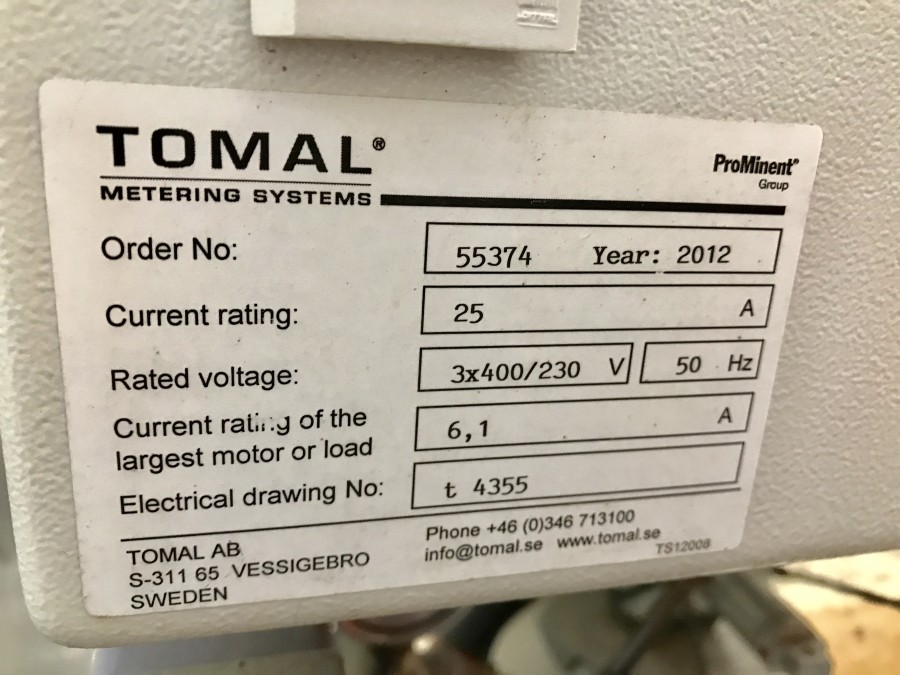 TOMAL®
METERING SYSTEMS
ProMinent®
Group
Order No: 55374 Year: 2012
Current rating: 25 A
Rated voltage: 3x400/230 V 50 Hz
Current rating of the
largest motor or load 6,1 A
Electrical drawing No: t 4355
TOMAL AB
S-311 65 VESSIGEBRO
SWEDEN
Phone +46 (0)346 713100
info@tomal.se www.tomal.se
TS12008